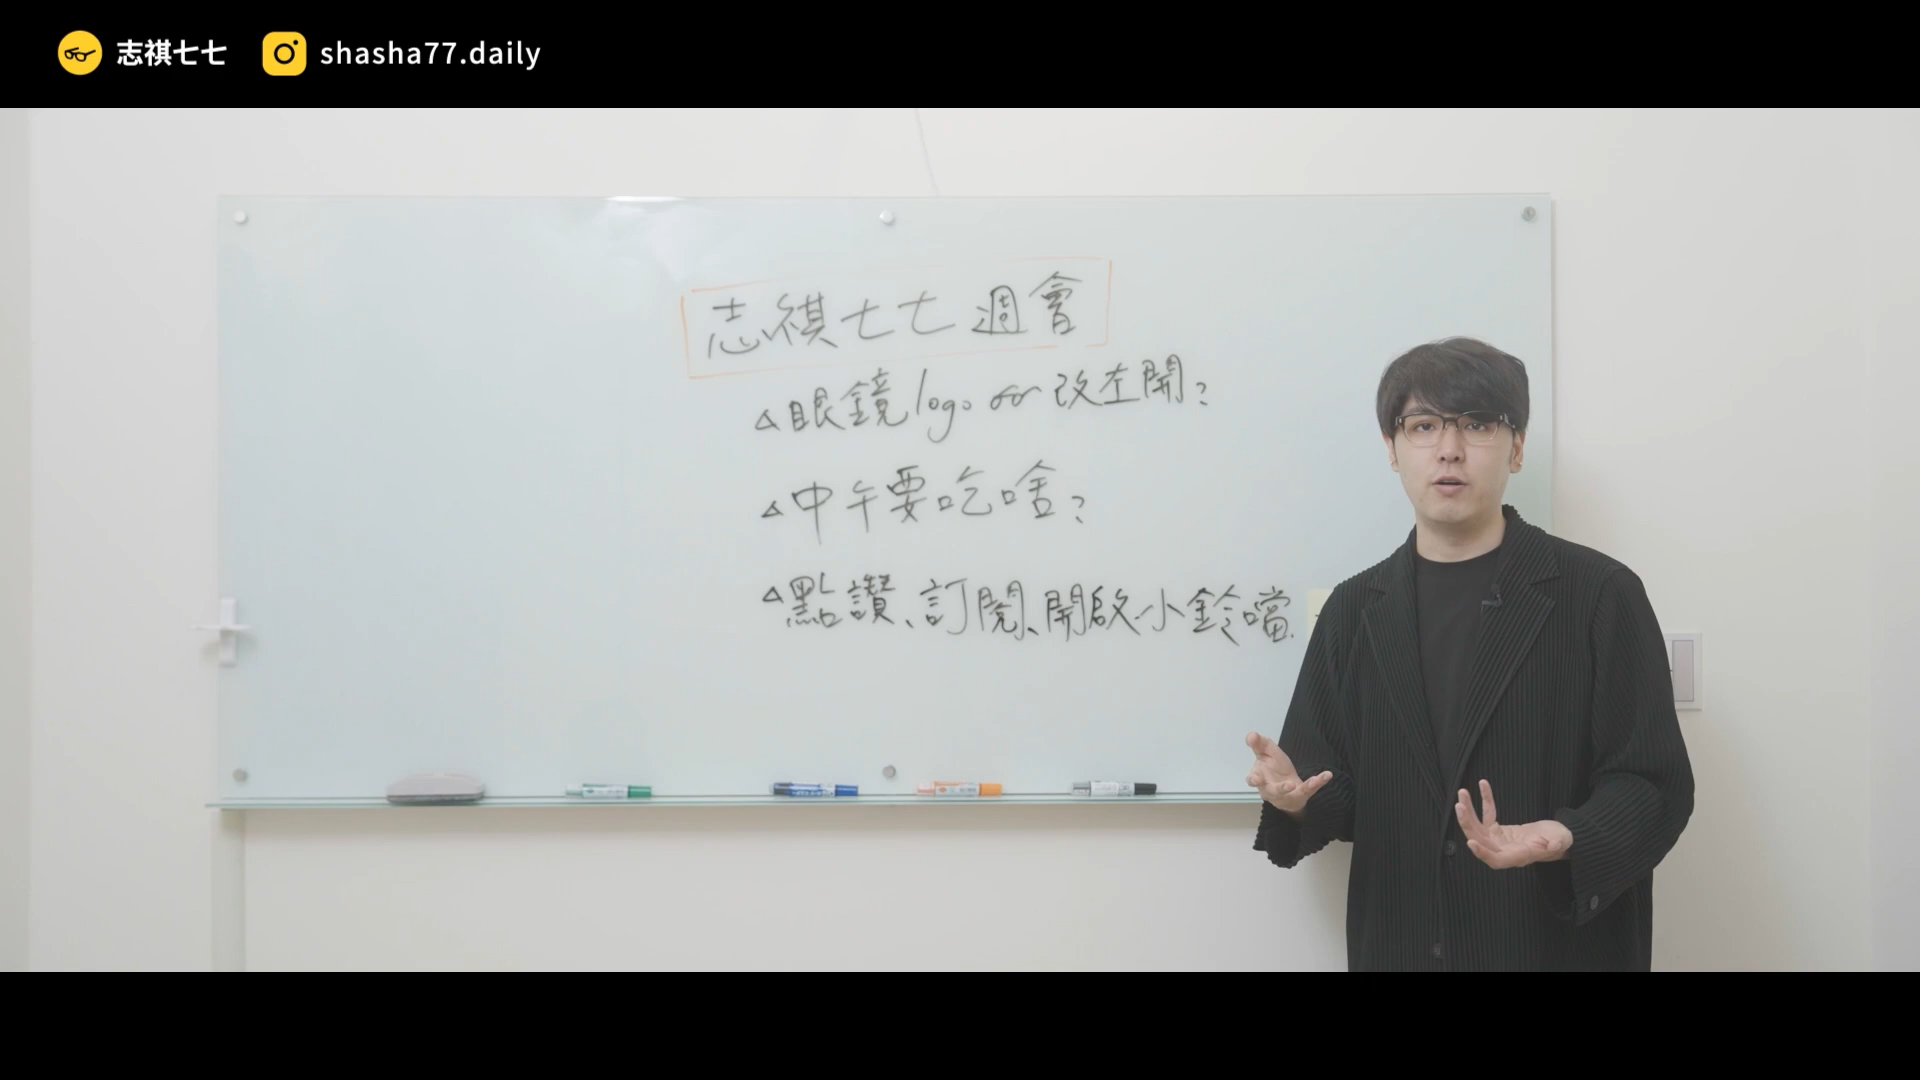 志祺七七 shasha77.daily
志祺七七週會
△眼鏡logo or 改左開?
△中午要吃啥?
△點讚、訂閱、開啟小鈴噹.